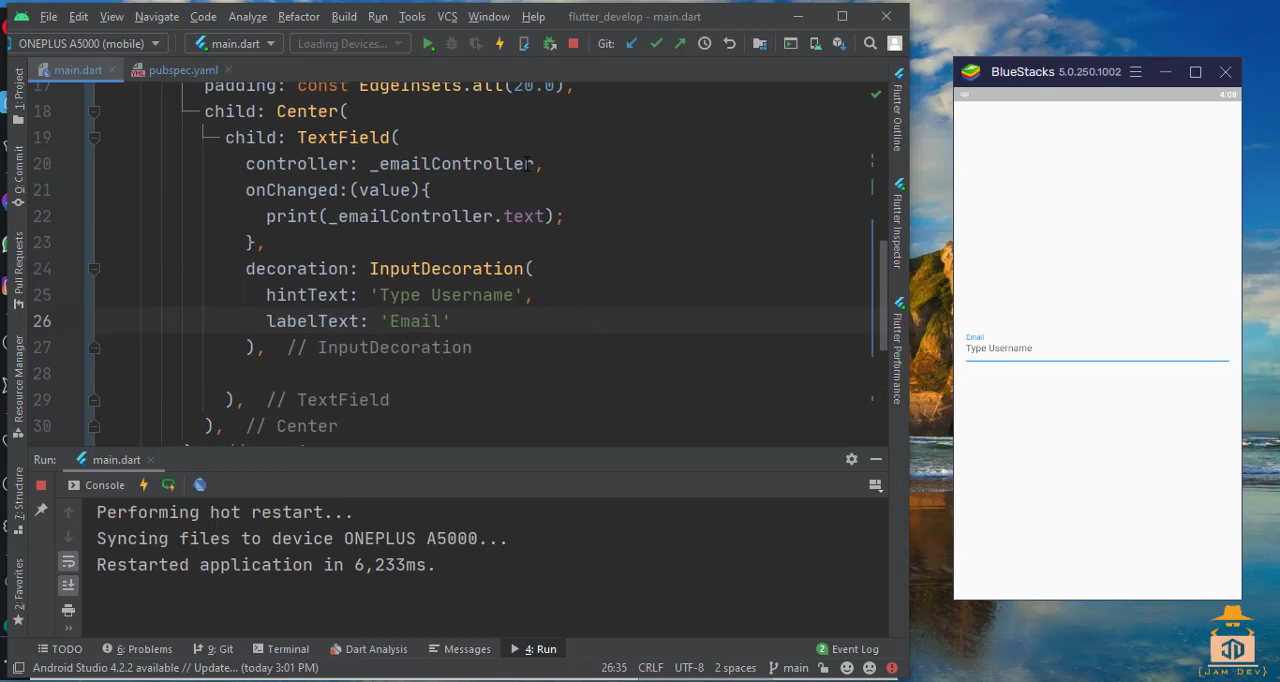 File Edit View Navigate Code Analyze Refactor Build Run Tools VCS Window Help flutter_develop - main.dart
ONEPLUS A5000 (mobile) main.dart Loading Devices... Git:
main.dart pubspec.yaml
17 padding: const EdgeInsets.all(20.0),
18 child: Center(
19 child: TextField(
20 controller: _emailController,
21 onChanged:(value){
22 print(_emailController.text);
23 },
24 decoration: InputDecoration(
25 hintText: 'Type Username',
26 labelText: 'Email'
27 ), // InputDecoration
28
29 ), // TextField
30 ), // Center
1: Project
0: Commit
Pull Requests
Resource Manager
7: Structure
2: Favorites
Flutter Outline
Flutter Inspector
Flutter Performance
Run: main.dart
Console
Performing hot restart...
Syncing files to device ONEPLUS A5000...
Restarted application in 6,233ms.
TODO 6: Problems 9: Git Terminal Dart Analysis Messages 4: Run 2 Event Log
Android Studio 4.2.2 available // Update... (today 3:01 PM) 26:35 CRLF UTF-8 2 spaces main
BlueStacks 5.0.250.1002
4:08
Email
Type Username
{JAM DEV}